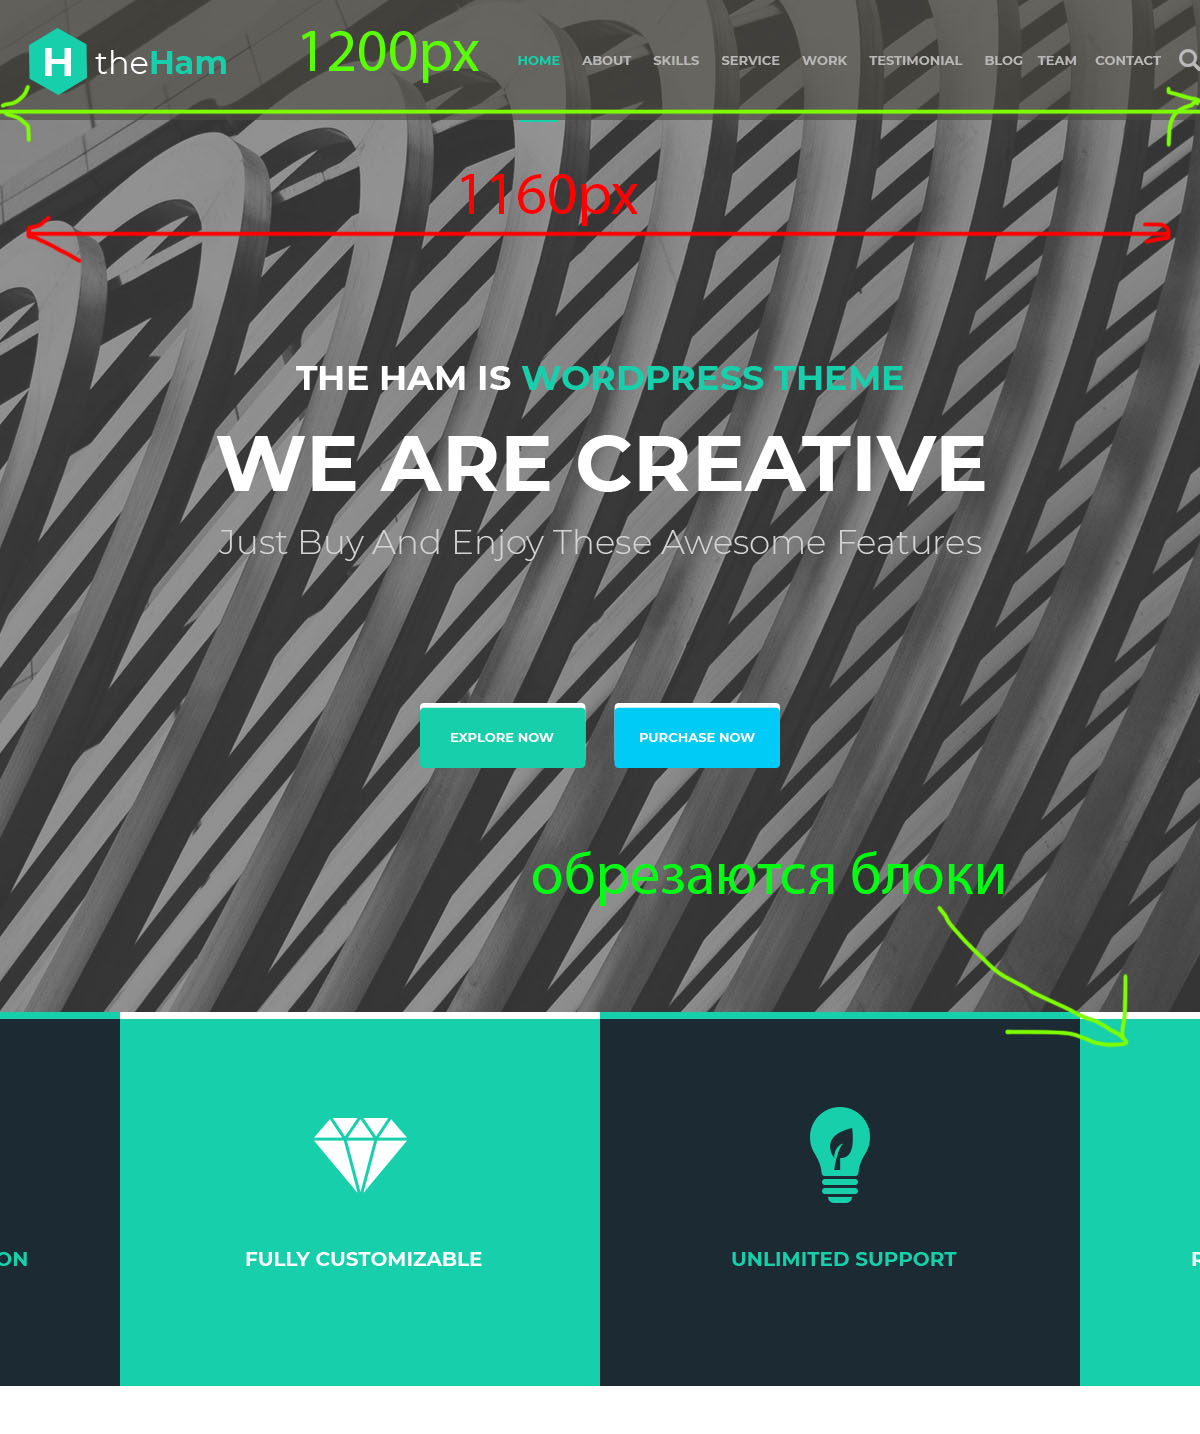 H theHam
1200px
HOME ABOUT SKILLS SERVICE WORK TESTIMONIAL BLOG TEAM CONTACT
1160px
THE HAM IS WORDPRESS THEME
WE ARE CREATIVE
Just Buy And Enjoy These Awesome Features
EXPLORE NOW PURCHASE NOW
обрезаются блоки
ON FULLY CUSTOMIZABLE UNLIMITED SUPPORT R